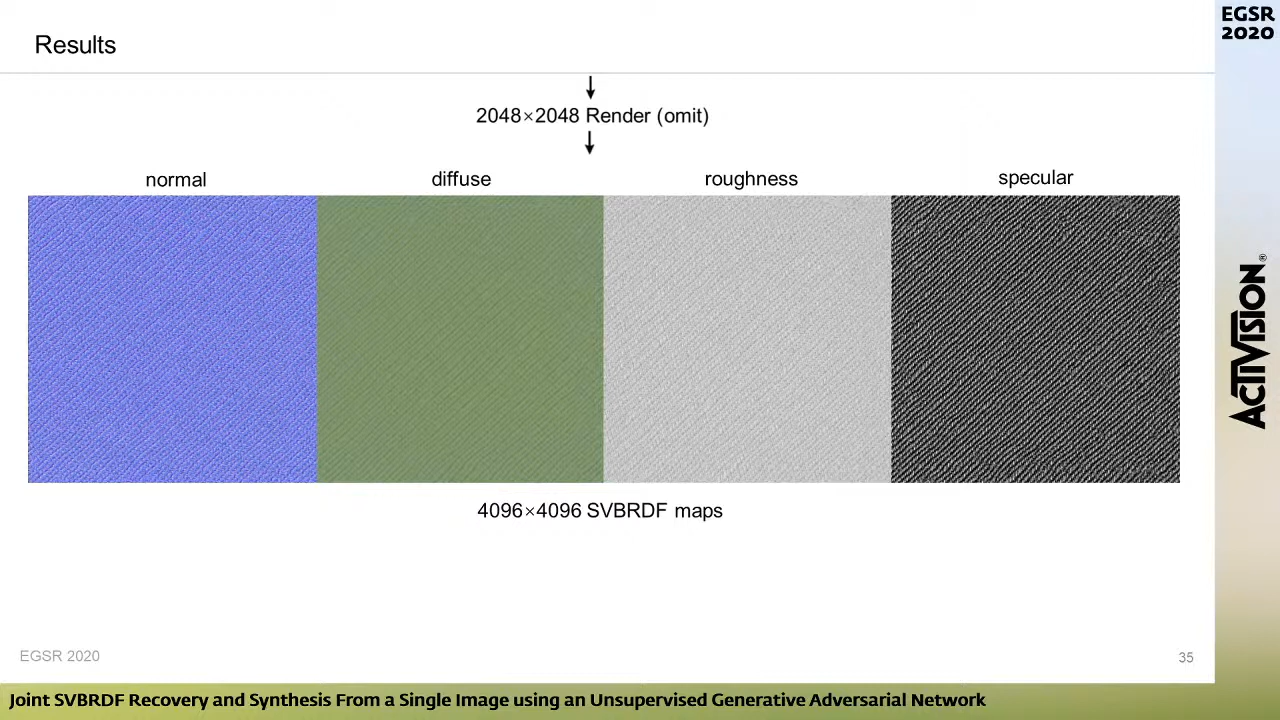 EGSR
2020
Results
2048×2048 Render (omit)
normal diffuse roughness specular
4096×4096 SVBRDF maps
ACTIVISION®
EGSR 2020
35
Joint SVBRDF Recovery and Synthesis From a Single Image using an Unsupervised Generative Adversarial Network